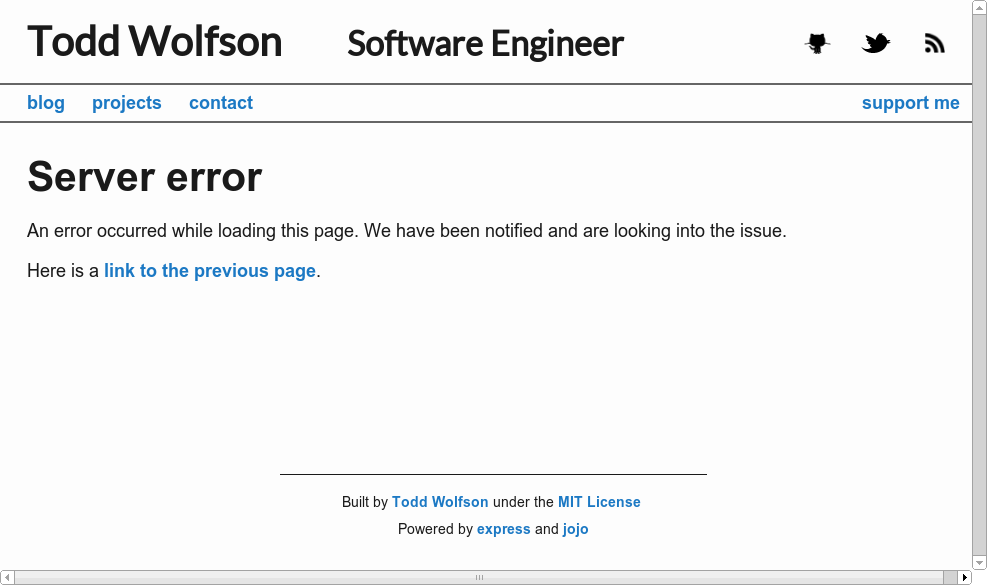 Todd Wolfson Software Engineer
blog projects contact support me
Server error
An error occurred while loading this page. We have been notified and are looking into the issue.
Here is a link to the previous page.
Built by Todd Wolfson under the MIT License
Powered by express and jojo